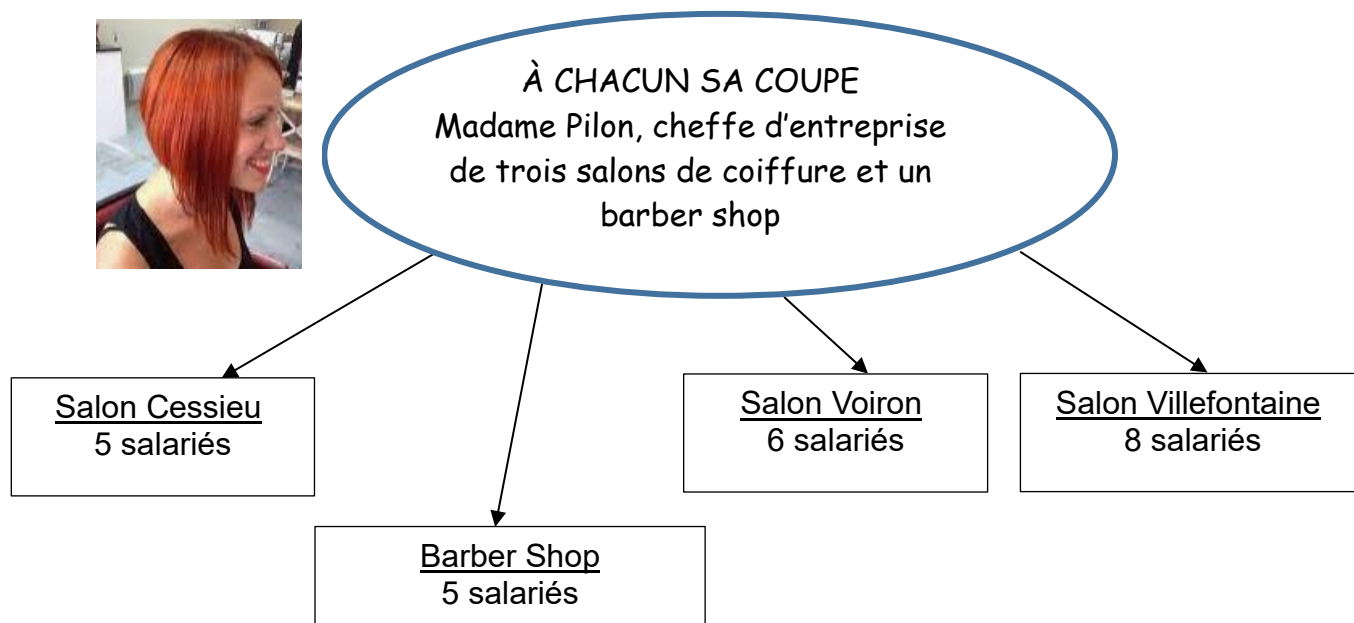 À CHACUN SA COUPE
Madame Pilon, cheffe d'entreprise
de trois salons de coiffure et un
barber shop
Salon Cessieu
5 salariés
Salon Voiron
6 salariés
Salon Villefontaine
8 salariés
Barber Shop
5 salariés